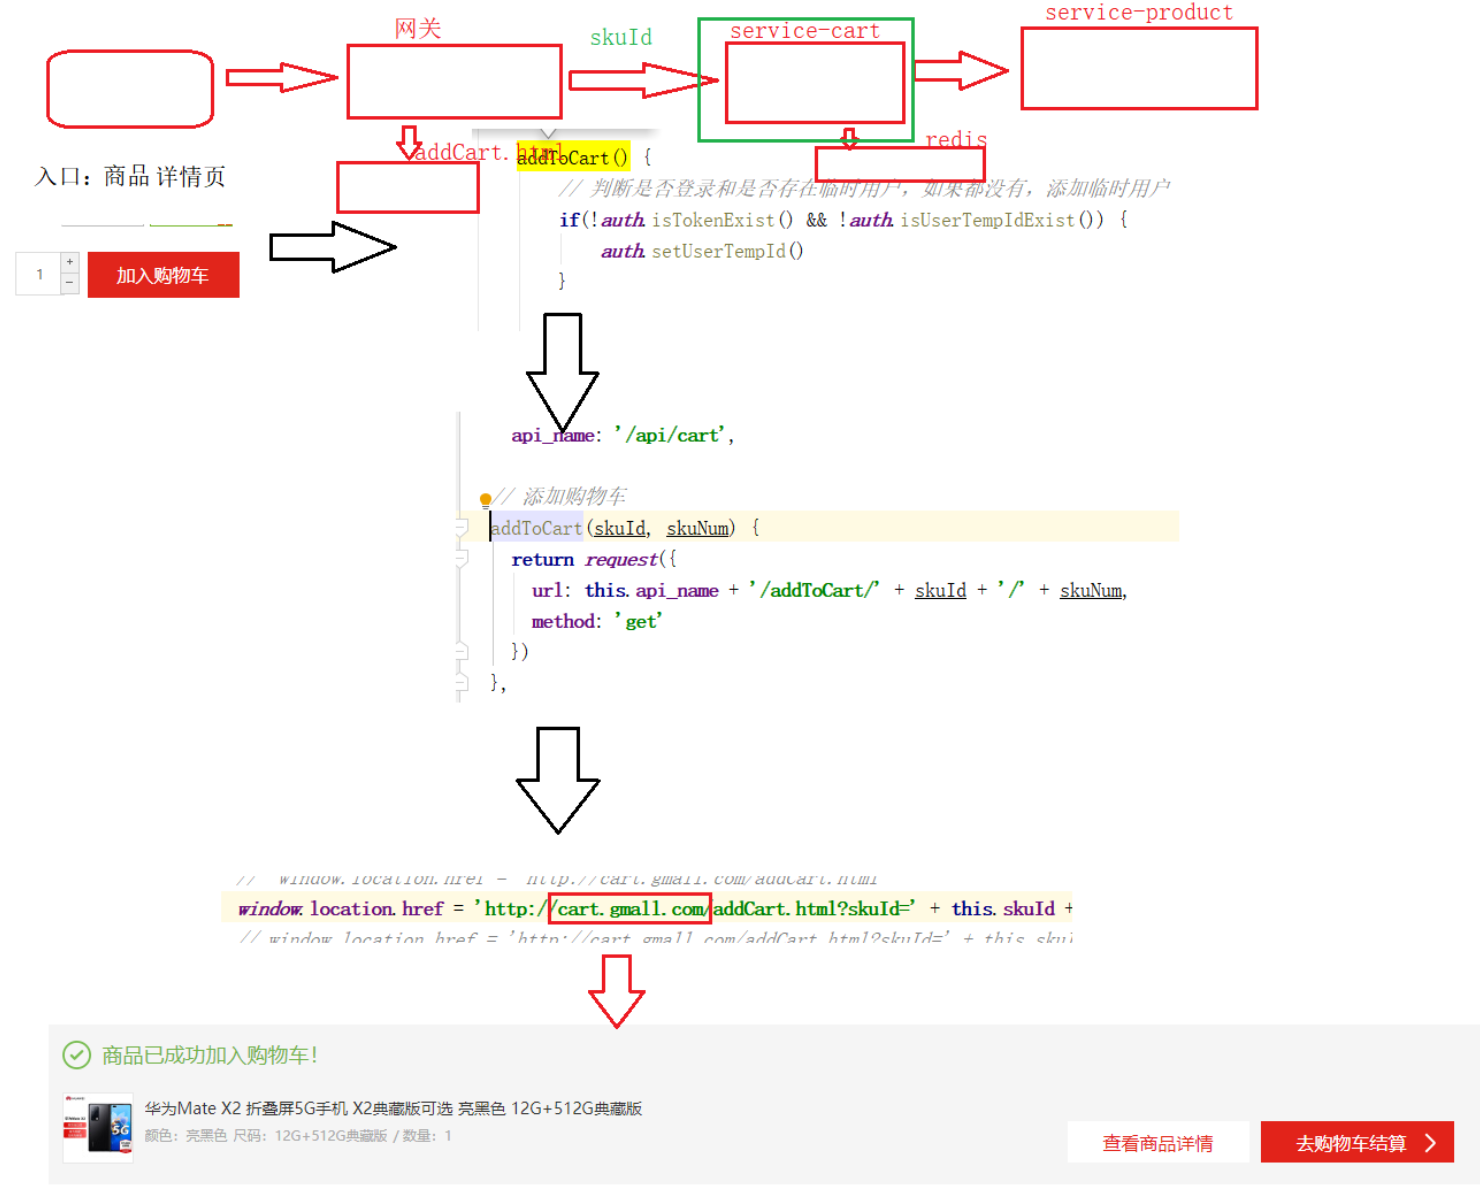 service-product
网关
skuId
service-cart
redis
addCart.html
入口：商品详情页
1
+
−
加入购物车
addToCart() {
// 判断是否登录和是否存在临时用户，如果都没有，添加临时用户
if(!auth.isTokenExist() && !auth.isUserTempIdExist()) {
auth.setUserTempId()
}
api_name: '/api/cart',
// 添加购物车
addToCart(skuId, skuNum) {
return request({
url: this.api_name + '/addToCart/' + skuId + '/' + skuNum,
method: 'get'
})
},
// window.location.href = 'http://cart.gmall.com/addCart.html
window.location.href = 'http://cart.gmall.com/addCart.html?skuId=' + this.skuId +
// window.location.href = 'http://cart.gmall.com/addCart.html?skuId=' + this.skuI
商品已成功加入购物车！
华为Mate X2 折叠屏5G手机 X2典藏版可选 亮黑色 12G+512G典藏版
颜色：亮黑色 尺码：12G+512G典藏版 / 数量：1
5G
查看商品详情
去购物车结算